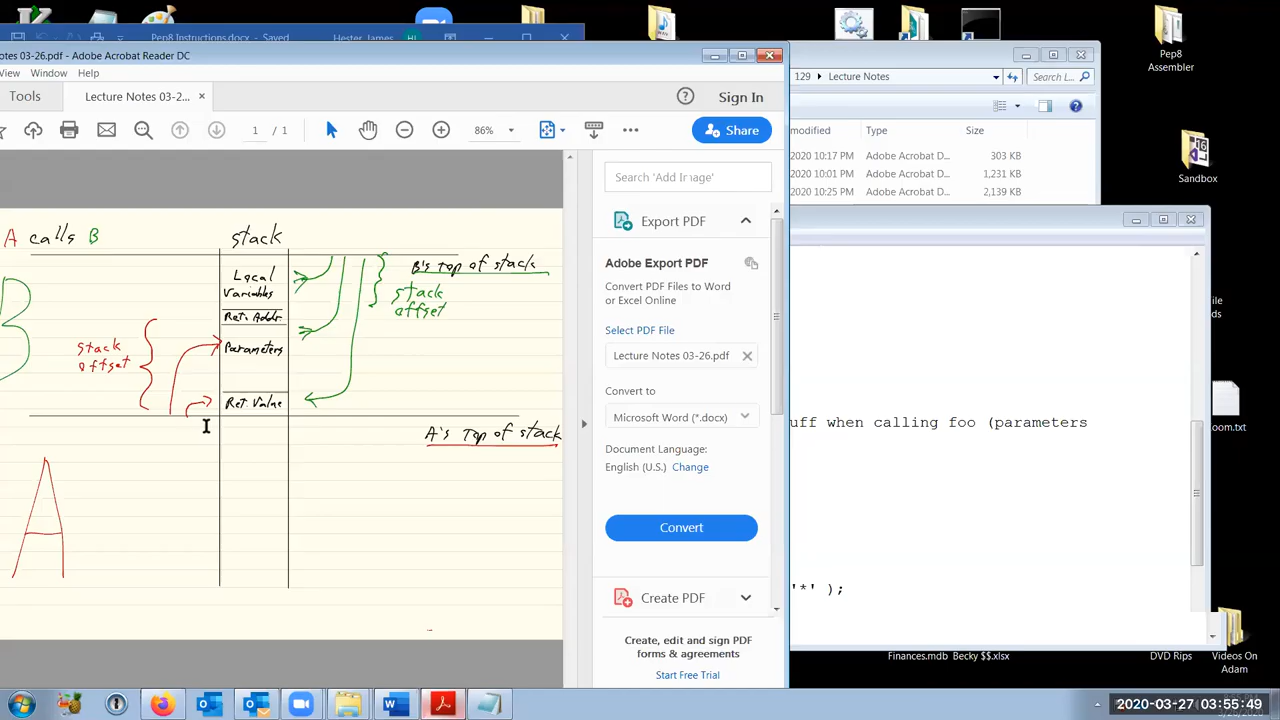 Pep8 Instructions.docx - Saved
Hester, James
Notes 03-26.pdf - Adobe Acrobat Reader DC
View Window Help
Tools
Lecture Notes 03-2...
Sign In
1 / 1
86%
Share
Search 'Add Image'
Export PDF
Adobe Export PDF
Convert PDF Files to Word
or Excel Online
Select PDF File
Lecture Notes 03-26.pdf
Convert to
Microsoft Word (*.docx)
Document Language:
English (U.S.) Change
Convert
Create PDF
Create, edit and sign PDF
forms & agreements
Start Free Trial
A calls B
stack
B
Local
Variables
Ret. Addr
Parameters
Ret. Value
B's top of stack
stack
offset
stack
offset
A's top of stack
A
129 Lecture Notes
Search L...
modified Type Size
2020 10:17 PM Adobe Acrobat D... 303 KB
2020 10:01 PM Adobe Acrobat D... 1,231 KB
2020 10:25 PM Adobe Acrobat D... 2,139 KB
uff when calling foo (parameters
'*' );
Pep8
Assembler
Sandbox
oom.txt
Finances.mdb
Becky $$.xlsx
DVD Rips
Videos On
Adam
2020-03-27 03:55:49